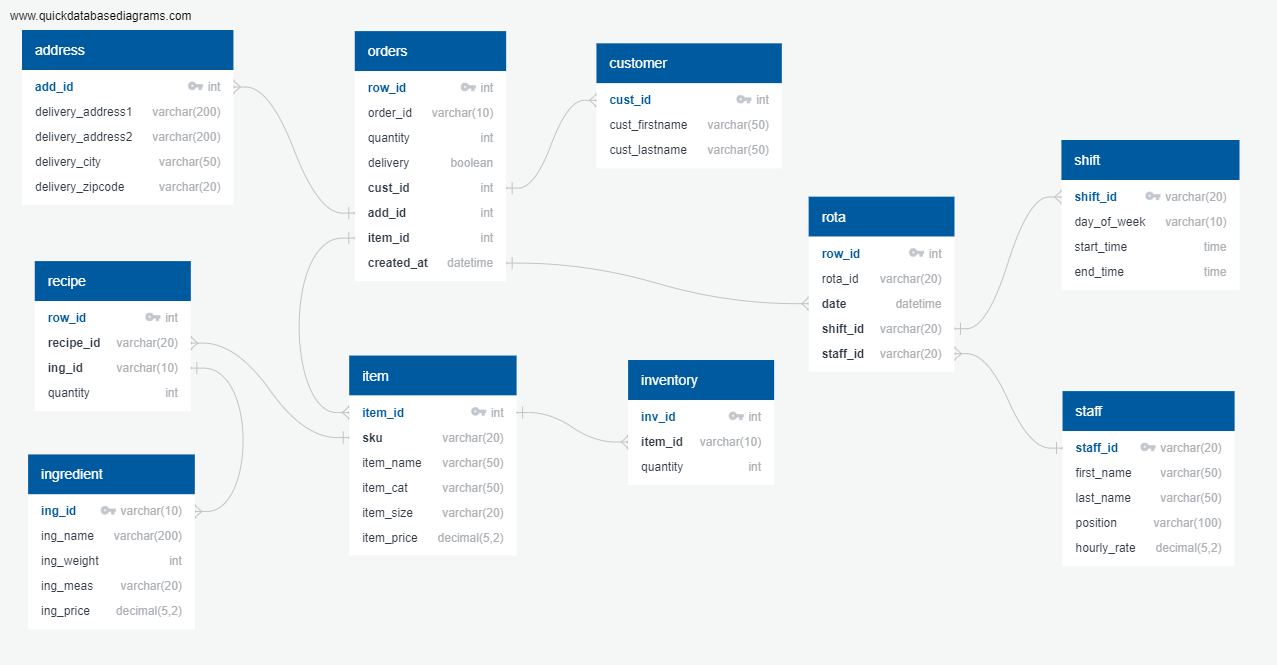 www.quickdatabasediagrams.com
address
add_id int
delivery_address1 varchar(200)
delivery_address2 varchar(200)
delivery_city varchar(50)
delivery_zipcode varchar(20)
orders
row_id int
order_id varchar(10)
quantity int
delivery boolean
cust_id int
add_id int
item_id int
created_at datetime
customer
cust_id int
cust_firstname varchar(50)
cust_lastname varchar(50)
shift
shift_id varchar(20)
day_of_week varchar(10)
start_time time
end_time time
rota
row_id int
rota_id varchar(20)
date datetime
shift_id varchar(20)
staff_id varchar(20)
recipe
row_id int
recipe_id varchar(20)
ing_id varchar(10)
quantity int
item
item_id int
sku varchar(20)
item_name varchar(50)
item_cat varchar(50)
item_size varchar(20)
item_price decimal(5,2)
inventory
inv_id int
item_id varchar(10)
quantity int
staff
staff_id varchar(20)
first_name varchar(50)
last_name varchar(50)
position varchar(100)
hourly_rate decimal(5,2)
ingredient
ing_id varchar(10)
ing_name varchar(200)
ing_weight int
ing_meas varchar(20)
ing_price decimal(5,2)